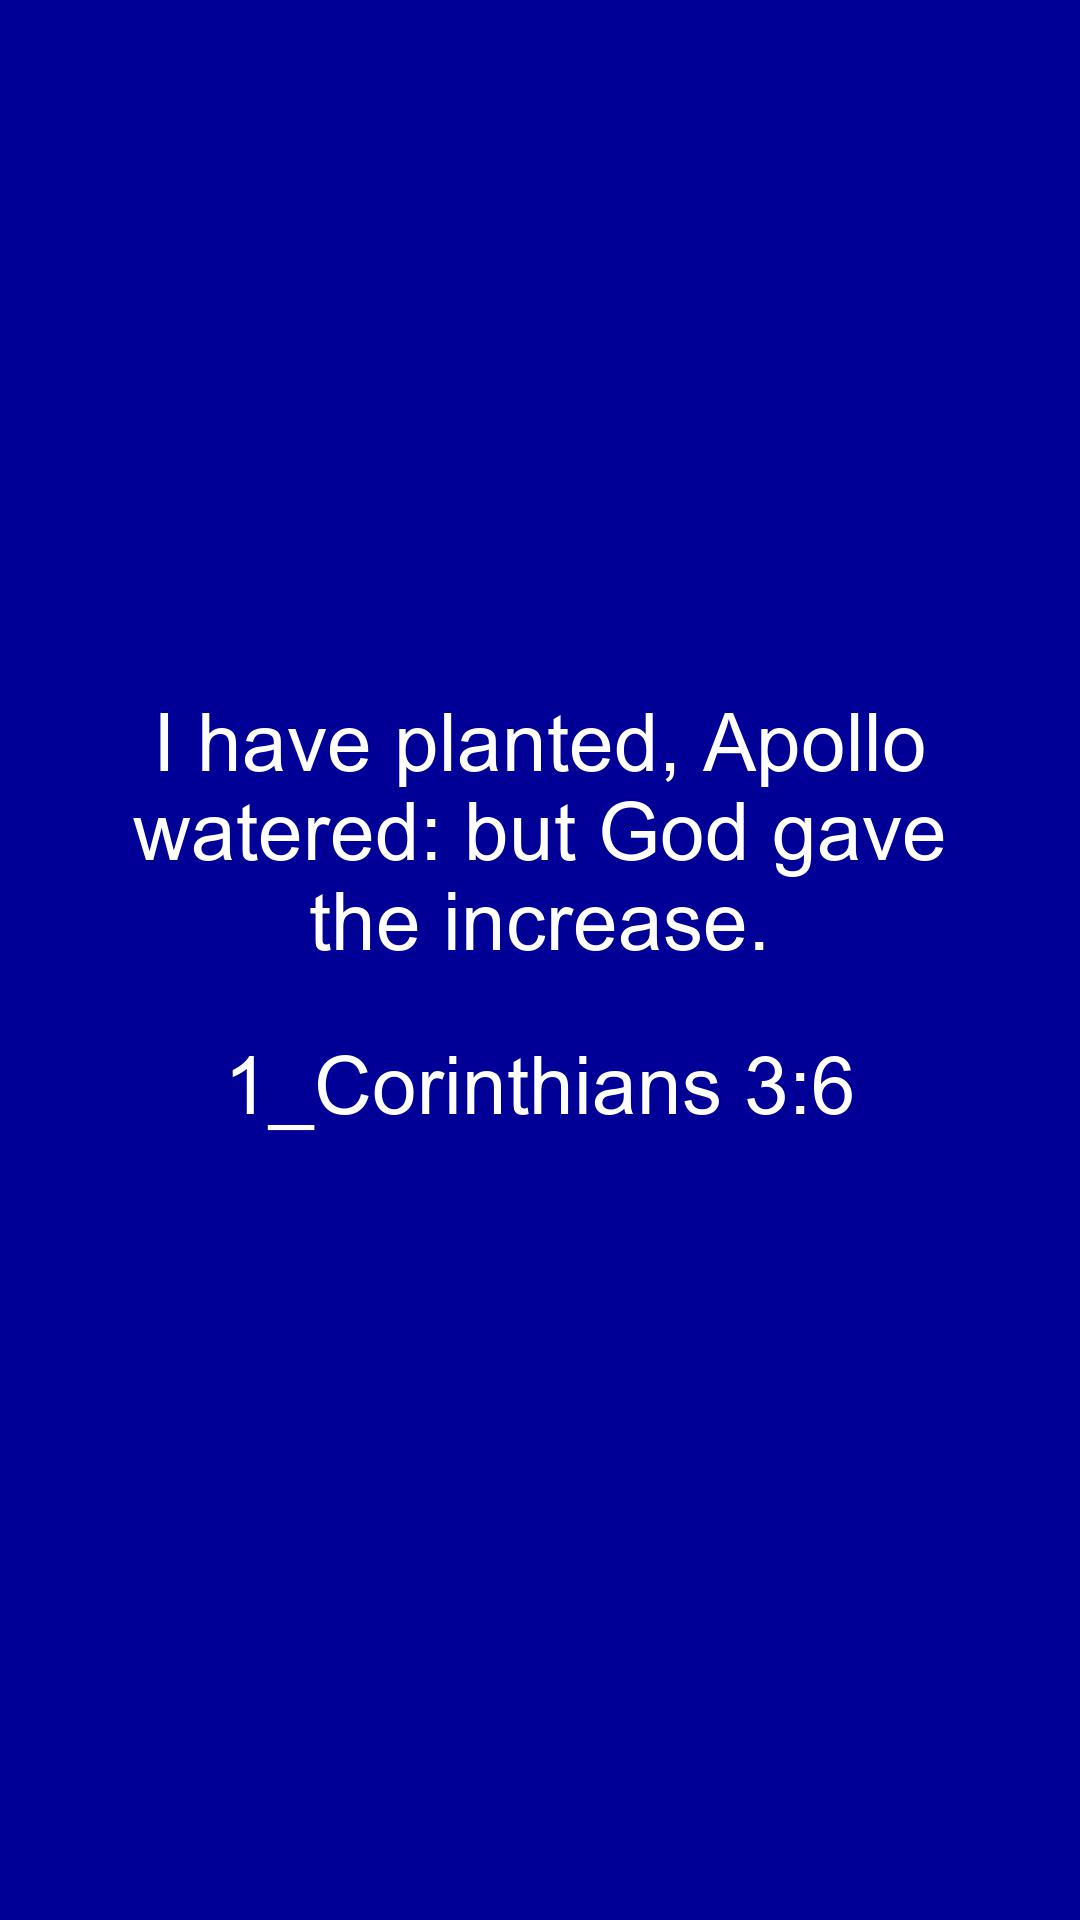 I have planted, Apollo
watered: but God gave
the increase.
1_Corinthians 3:6